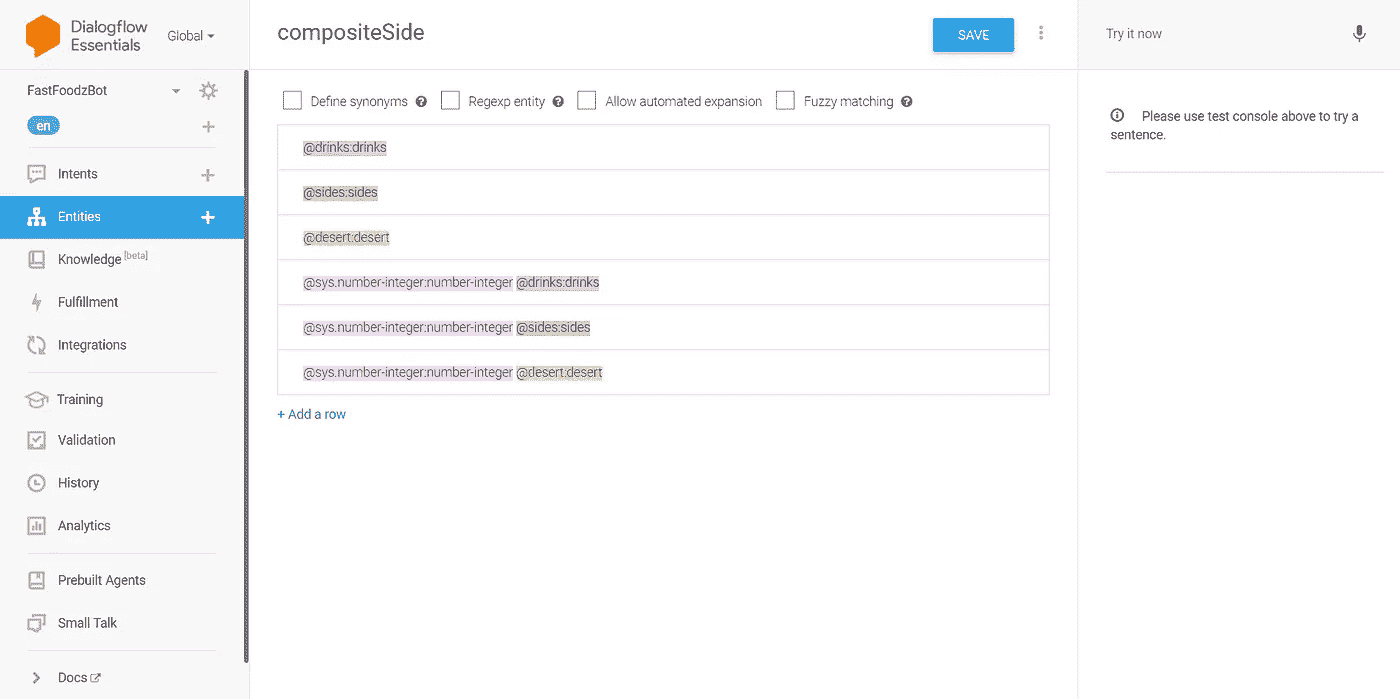 Dialogflow
Essentials
Global
compositeSide
SAVE
Try it now
FastFoodzBot
en
Intents
Entities
Knowledge [beta]
Fulfillment
Integrations
Training
Validation
History
Analytics
Prebuilt Agents
Small Talk
Docs
Define synonyms ? Regexp entity ? Allow automated expansion Fuzzy matching ?
@drinks:drinks
@sides:sides
@desert:desert
@sys.number-integer:number-integer @drinks:drinks
@sys.number-integer:number-integer @sides:sides
@sys.number-integer:number-integer @desert:desert
+ Add a row
Please use test console above to try a
sentence.